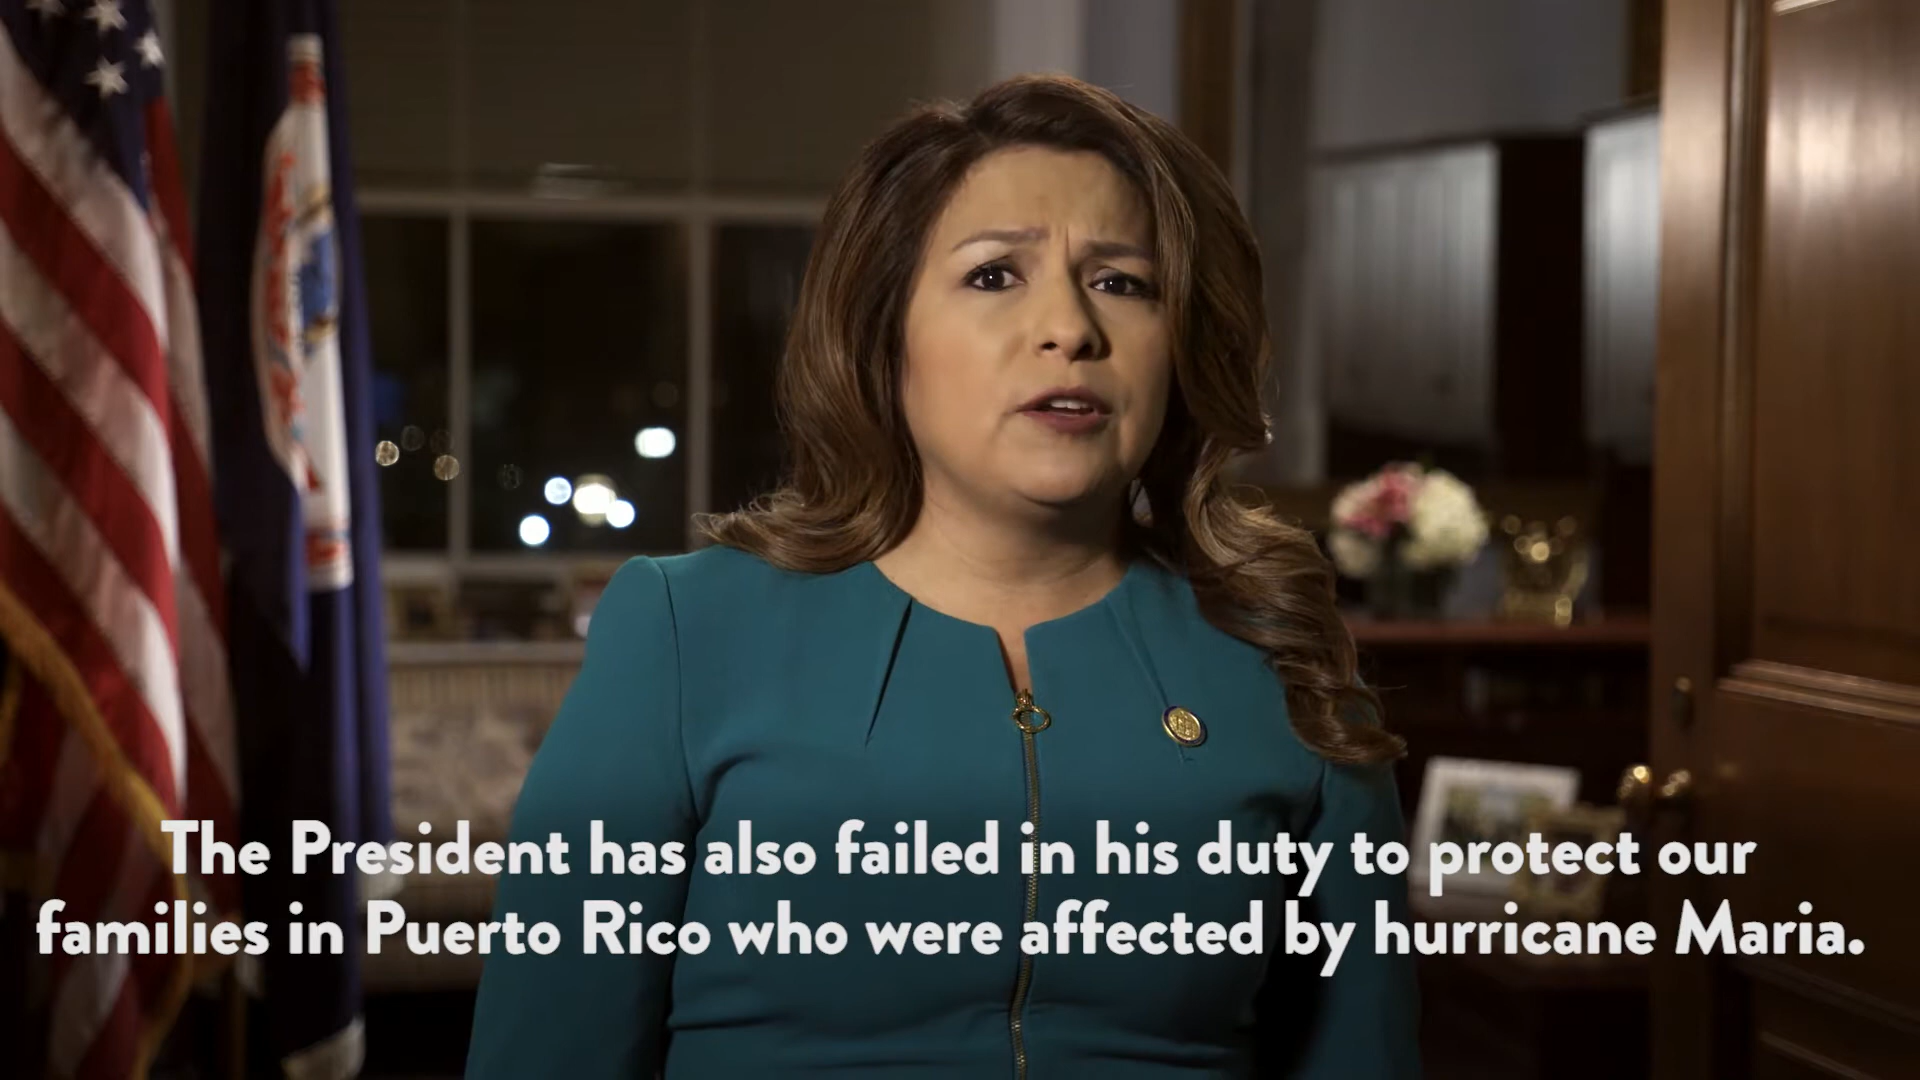 The President has also failed in his duty to protect our
families in Puerto Rico who were affected by hurricane Maria.